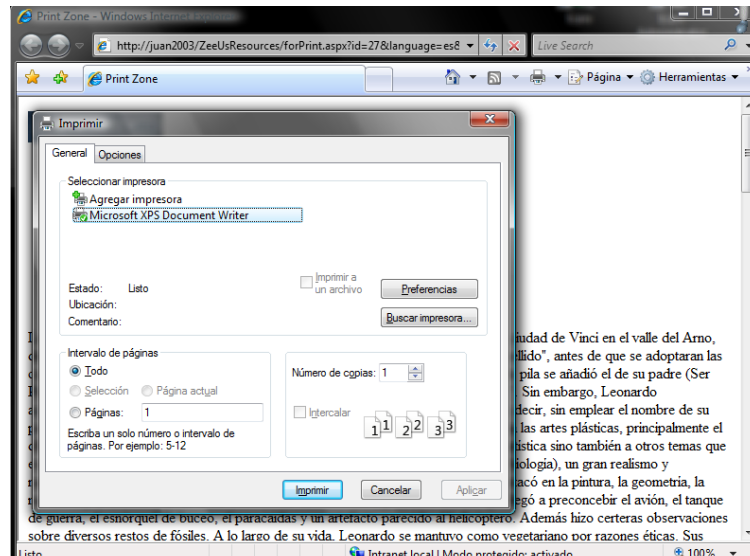 Print Zone - Windows Internet Explorer
http://juan2003/ZeeUsResources/forPrint.aspx?id=27&language=es&
Live Search
Print Zone
Página
Herramientas
Imprimir
General
Opciones
Seleccionar impresora
Agregar impresora
Microsoft XPS Document Writer
Estado: Listo
Imprimir a
un archivo
Preferencias
Ubicación:
Comentario:
Buscar impresora...
iudad de Vinci en el valle del Arno,
Intervalo de páginas
llido", antes de que se adoptaran las
Todo
Número de copias: 1
pila se añadió el de su padre (Ser
Selección
Página actual
Sin embargo, Leonardo
Páginas: 1
Intercalar
decir, sin emplear el nombre de su
11 22 33
las artes plásticas, principalmente el
Escriba un solo número o intervalo de
páginas. Por ejemplo: 5-12
tística sino también a otros temas que
iología), un gran realismo y
Imprimir
Cancelar
Aplicar
tacó en la pintura, la geometría, la
egó a preconcebir el avión, el tanque
de guerra, el esnórquel de buceo, el paracaídas y un artefacto parecido al helicóptero. Además hizo certeras observaciones
sobre diversos restos de fósiles. A lo largo de su vida, Leonardo se mantuvo como vegetariano por razones éticas. Sus
Listo
Intranet local | Modo protegido: activado
100%